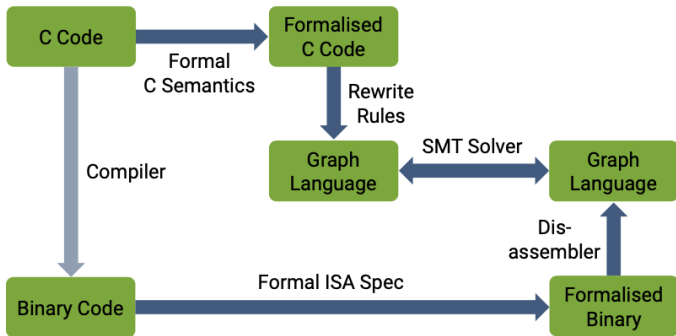 C Code
Formal
C Semantics
Formalised
C Code
Rewrite
Rules
Compiler
Graph
Language
SMT Solver
Graph
Language
Dis-
assembler
Binary Code
Formal ISA Spec
Formalised
Binary